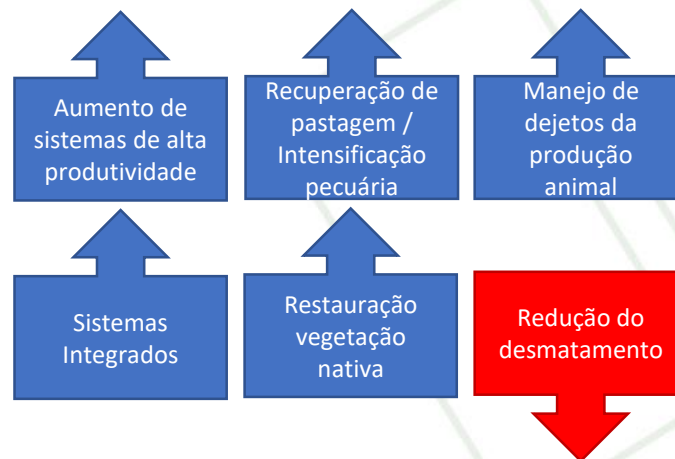 Aumento de
sistemas de alta
produtividade
Recuperação de
pastagem /
Intensificação
pecuária
Manejo de
dejetos da
produção
animal
Sistemas
Integrados
Restauração
vegetação
nativa
Redução do
desmatamento